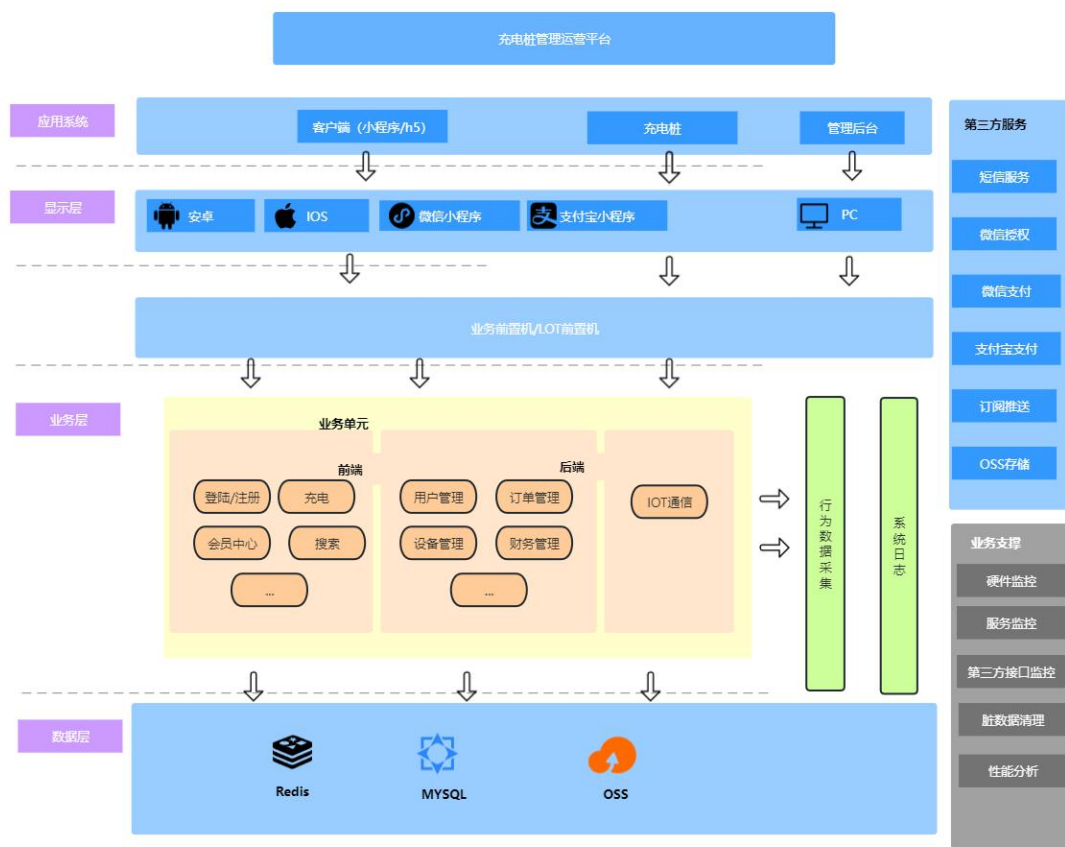 充电桩管理运营平台
应用系统
客户端（小程序/h5）
充电桩
管理后台
显示层
安卓
IOS
微信小程序
支付宝小程序
PC
业务前置机/LOT前置机
业务层
业务单元
前端
登陆/注册
充电
会员中心
搜索
...
后端
用户管理
订单管理
设备管理
财务管理
...
IOT通信
行为数据采集
系统日志
数据层
Redis
MYSQL
OSS
第三方服务
短信服务
微信授权
微信支付
支付宝支付
订阅推送
OSS存储
业务支撑
硬件监控
服务监控
第三方接口监控
脏数据清理
性能分析